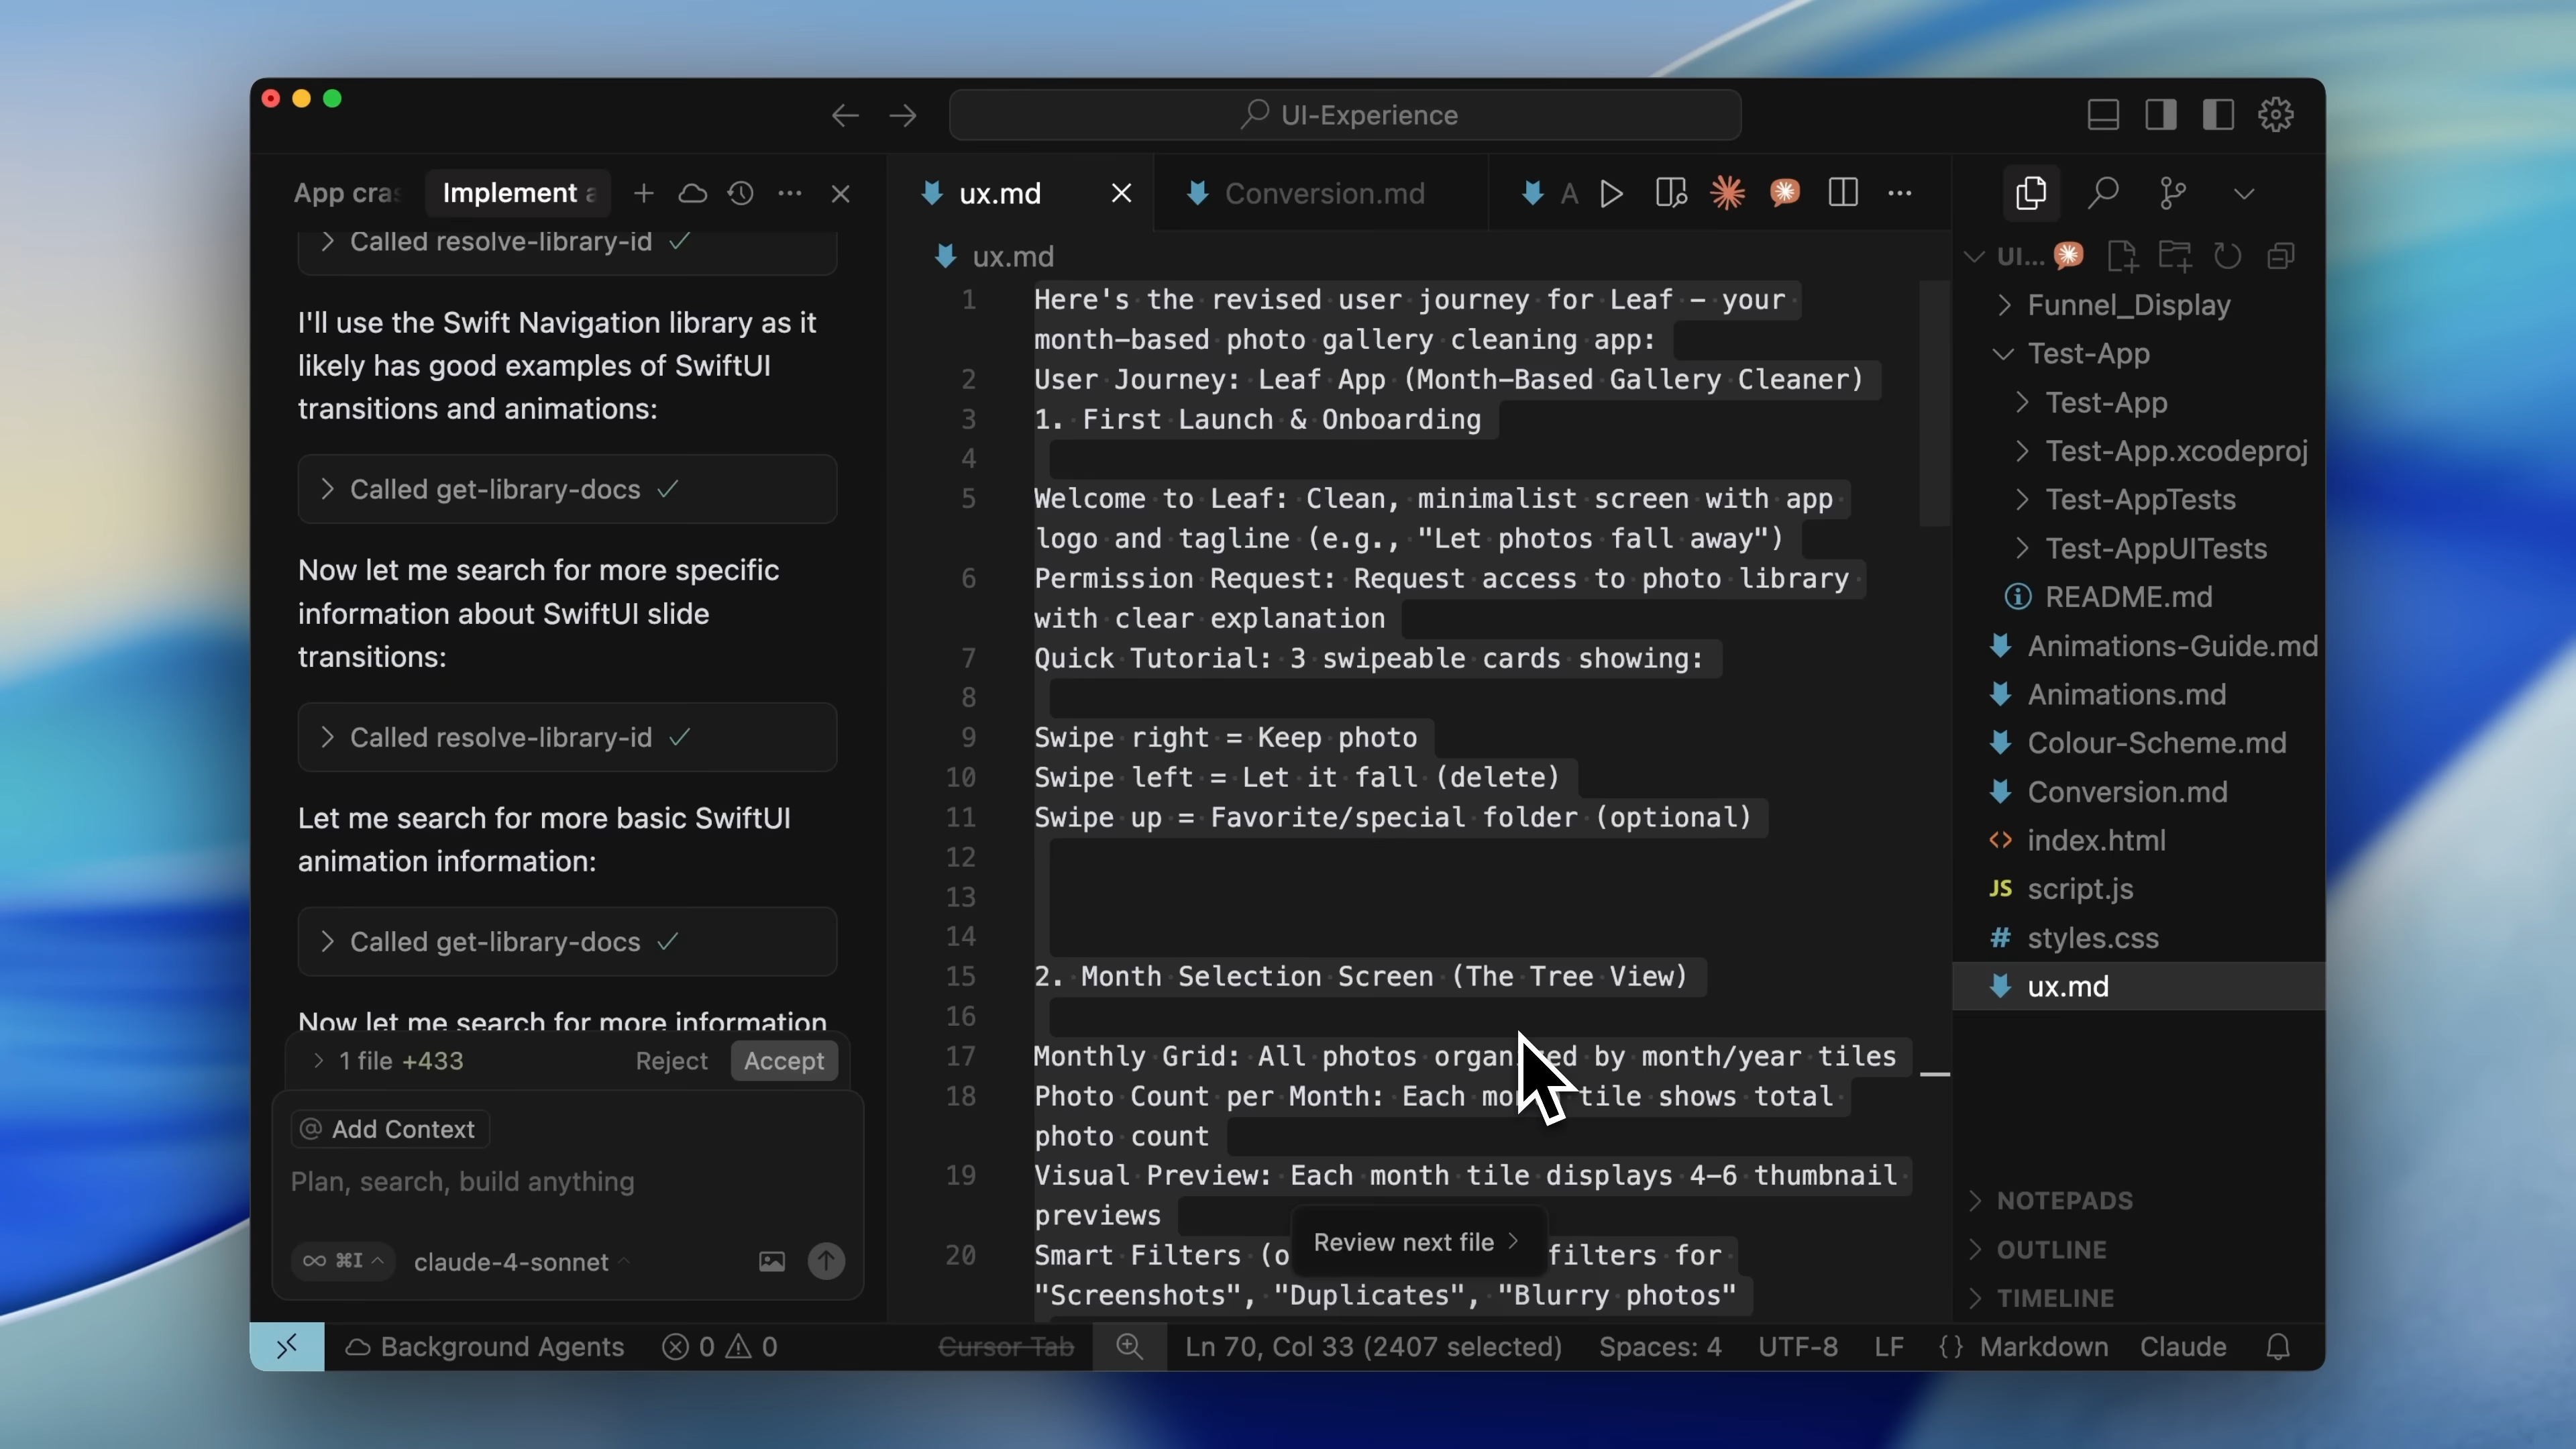 UI-Experience
App cras
Implement a
Called resolve-library-id
I'll use the Swift Navigation library as it
likely has good examples of SwiftUI
transitions and animations:
Called get-library-docs
Now let me search for more specific
information about SwiftUI slide
transitions:
Called resolve-library-id
Let me search for more basic SwiftUI
animation information:
Called get-library-docs
Now let me search for more information
1 file +433
Reject
Accept
@ Add Context
Plan, search, build anything
∞ ⌘I
claude-4-sonnet
ux.md
Conversion.md
A
ux.md
1 Here's the revised user journey for Leaf – your
month-based photo gallery cleaning app:
2 User Journey: Leaf App (Month-Based Gallery Cleaner)
3 1. First Launch & Onboarding
4
5 Welcome to Leaf: Clean, minimalist screen with app
logo and tagline (e.g., "Let photos fall away")
6 Permission Request: Request access to photo library
with clear explanation
7 Quick Tutorial: 3 swipeable cards showing:
8
9 Swipe right = Keep photo
10 Swipe left = Let it fall (delete)
11 Swipe up = Favorite/special folder (optional)
12
13
14
15 2. Month Selection Screen (The Tree View)
16
17 Monthly Grid: All photos organized by month/year tiles
18 Photo Count per Month: Each month tile shows total
photo count
19 Visual Preview: Each month tile displays 4-6 thumbnail
previews
20 Smart Filters (o filters for
"Screenshots", "Duplicates", "Blurry photos"
Review next file
UI...
Funnel_Display
Test-App
Test-App
Test-App.xcodeproj
Test-AppTests
Test-AppUITests
README.md
Animations-Guide.md
Animations.md
Colour-Scheme.md
Conversion.md
<> index.html
JS script.js
# styles.css
ux.md
NOTEPADS
OUTLINE
TIMELINE
Background Agents
0
0
Cursor Tab
Ln 70, Col 33 (2407 selected)
Spaces: 4
UTF-8
LF
{} Markdown
Claude